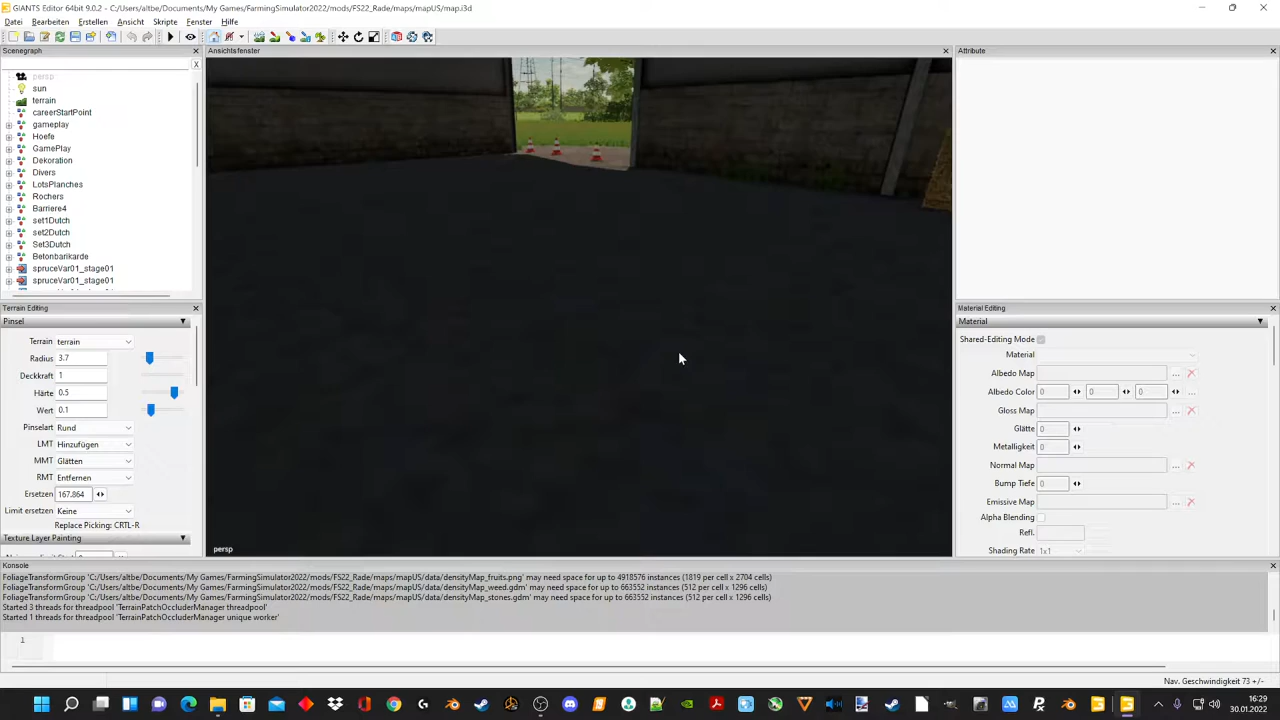 GIANTS Editor 64bit 9.0.2 - C:/Users/altbe/Documents/My Games/FarmingSimulator2022/mods/FS22_Rade/maps/mapUS/map.i3d
Datei Bearbeiten Erstellen Ansicht Skripte Fenster Hilfe
Scenegraph
X
persp
sun
terrain
careerStartPoint
gameplay
Hoefe
GamePlay
Dekoration
Divers
LotsPlanches
Rochers
Barriere4
set1Dutch
set2Dutch
Set3Dutch
Betonbarikarde
spruceVar01_stage01
spruceVar01_stage01
Terrain Editing
Pinsel
Terrain terrain
Radius 3.7
Deckkraft 1
Härte 0.5
Wert 0.1
Pinselart Rund
LMT Hinzufügen
MMT Glätten
RMT Entfernen
Ersetzen 167.864
Limit ersetzen Keine
Replace Picking: CRTL-R
Texture Layer Painting
Ansichtsfenster
persp
Attribute
Material Editing
Material
Shared-Editing Mode
Material
Albedo Map ...
Albedo Color 0 0 0 ...
Gloss Map ...
Glätte 0
Metalligkeit 0
Normal Map ...
Bump Tiefe 0
Emissive Map ...
Alpha Blending
Refl.
Shading Rate 1x1
Konsole
FoliageTransformGroup 'C:/Users/altbe/Documents/My Games/FarmingSimulator2022/mods/FS22_Rade/maps/mapUS/data/densityMap_fruits.png' may need space for up to 4918576 instances (1819 per cell x 2704 cells)
FoliageTransformGroup 'C:/Users/altbe/Documents/My Games/FarmingSimulator2022/mods/FS22_Rade/maps/mapUS/data/densityMap_weed.gdm' may need space for up to 663552 instances (512 per cell x 1296 cells)
FoliageTransformGroup 'C:/Users/altbe/Documents/My Games/FarmingSimulator2022/mods/FS22_Rade/maps/mapUS/data/densityMap_stones.gdm' may need space for up to 663552 instances (512 per cell x 1296 cells)
Started 3 threads for threadpool 'TerrainPatchOccluderManager threadpool'
Started 1 threads for threadpool 'TerrainPatchOccluderManager unique worker'
1
Nav. Geschwindigkeit 73 +/-
16:29
30.01.2022